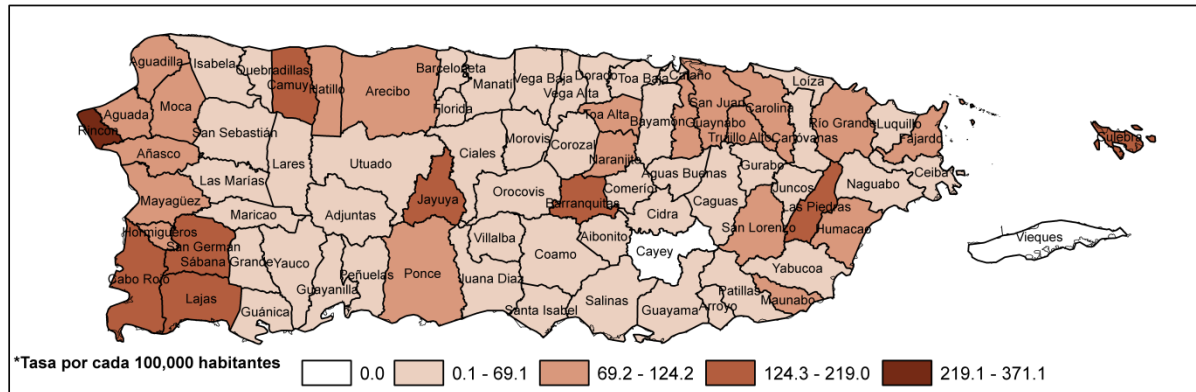 Aguadilla
Isabela
Quebradillas
Camuy
Hatillo
Arecibo
Barceloneta
Manatí
Vega Baja
Vega Alta
Dorado
Toa Baja
Cataño
Loíza
Aguada
Moca
San Sebastián
Florida
Toa Alta
Bayamón
San Juan
Guaynabo
Trujillo Alto
Carolina
Canóvanas
Río Grande
Luquillo
Fajardo
Culebra
Rincón
Añasco
Lares
Utuado
Ciales
Morovis
Corozal
Naranjito
Ceiba
Las Marías
Mayagüez
Maricao
Adjuntas
Jayuya
Orocovis
Barranquitas
Comerío
Aguas Buenas
Gurabo
Juncos
Caguas
Las Piedras
Naguabo
Hormigueros
San Germán
Sábana
Grande
Yauco
Villalba
Coamo
Aibonito
Cidra
Cayey
San Lorenzo
Humacao
Vieques
Cabo Rojo
Lajas
Guánica
Guayanilla
Peñuelas
Ponce
Juana Diaz
Santa Isabel
Salinas
Guayama
Arroyo
Patillas
Yabucoa
Maunabo
*Tasa por cada 100,000 habitantes
0.0
0.1 - 69.1
69.2 - 124.2
124.3 - 219.0
219.1 - 371.1